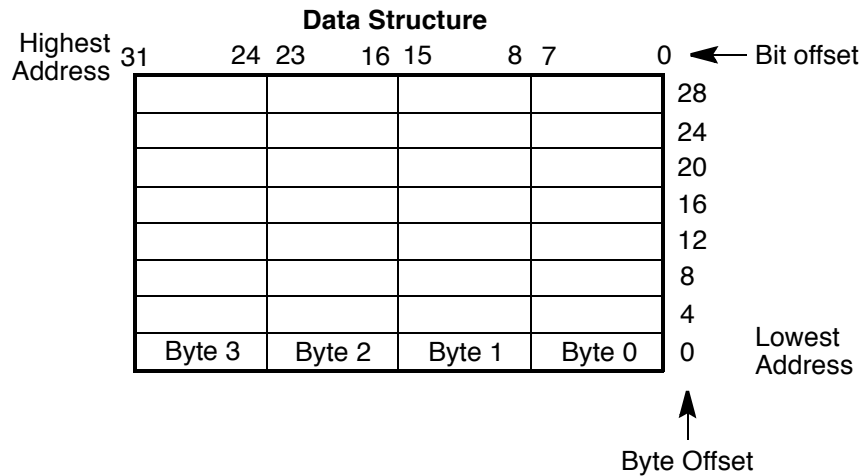 Data Structure
Highest
Address
31 24 23 16 15 8 7 0 Bit offset
28
24
20
16
12
8
4
Byte 3 Byte 2 Byte 1 Byte 0 0
Lowest
Address
Byte Offset